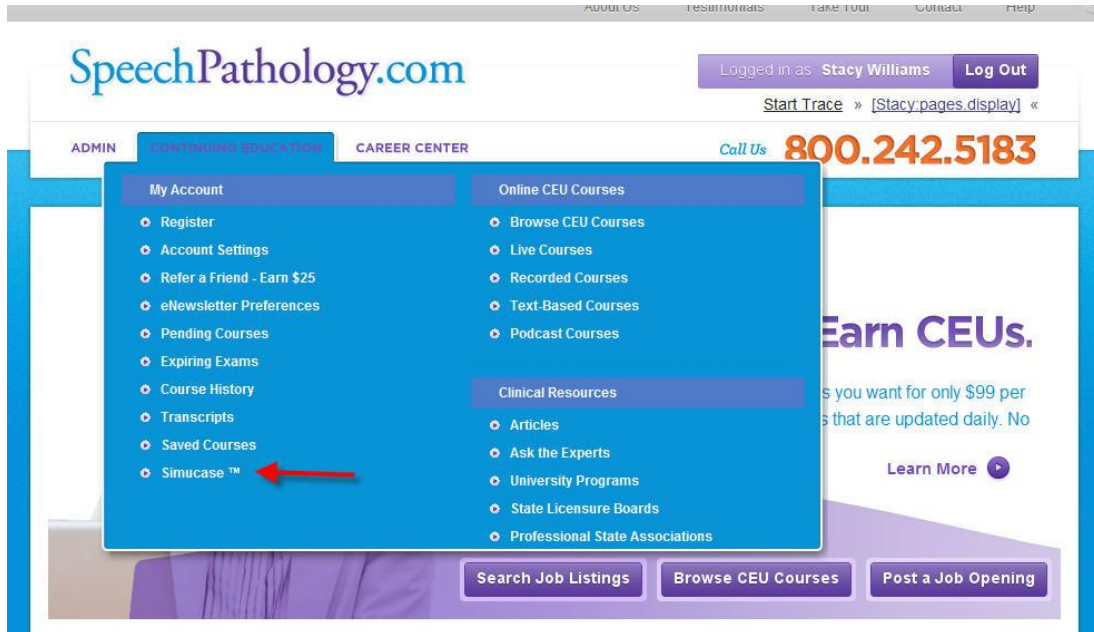 About Us Testimonials Take Tour Contact Help
SpeechPathology.com
Logged in as Stacy Williams Log Out
Start Trace » [Stacy:pages.display] «
ADMIN CONTINUING EDUCATION CAREER CENTER
Call Us 800.242.5183
My Account
Register
Account Settings
Refer a Friend - Earn $25
eNewsletter Preferences
Pending Courses
Expiring Exams
Course History
Transcripts
Saved Courses
Simucase ™
Online CEU Courses
Browse CEU Courses
Live Courses
Recorded Courses
Text-Based Courses
Podcast Courses
Clinical Resources
Articles
Ask the Experts
University Programs
State Licensure Boards
Professional State Associations
Earn CEUs.
s you want for only $99 per
s that are updated daily. No
Learn More
Search Job Listings Browse CEU Courses Post a Job Opening